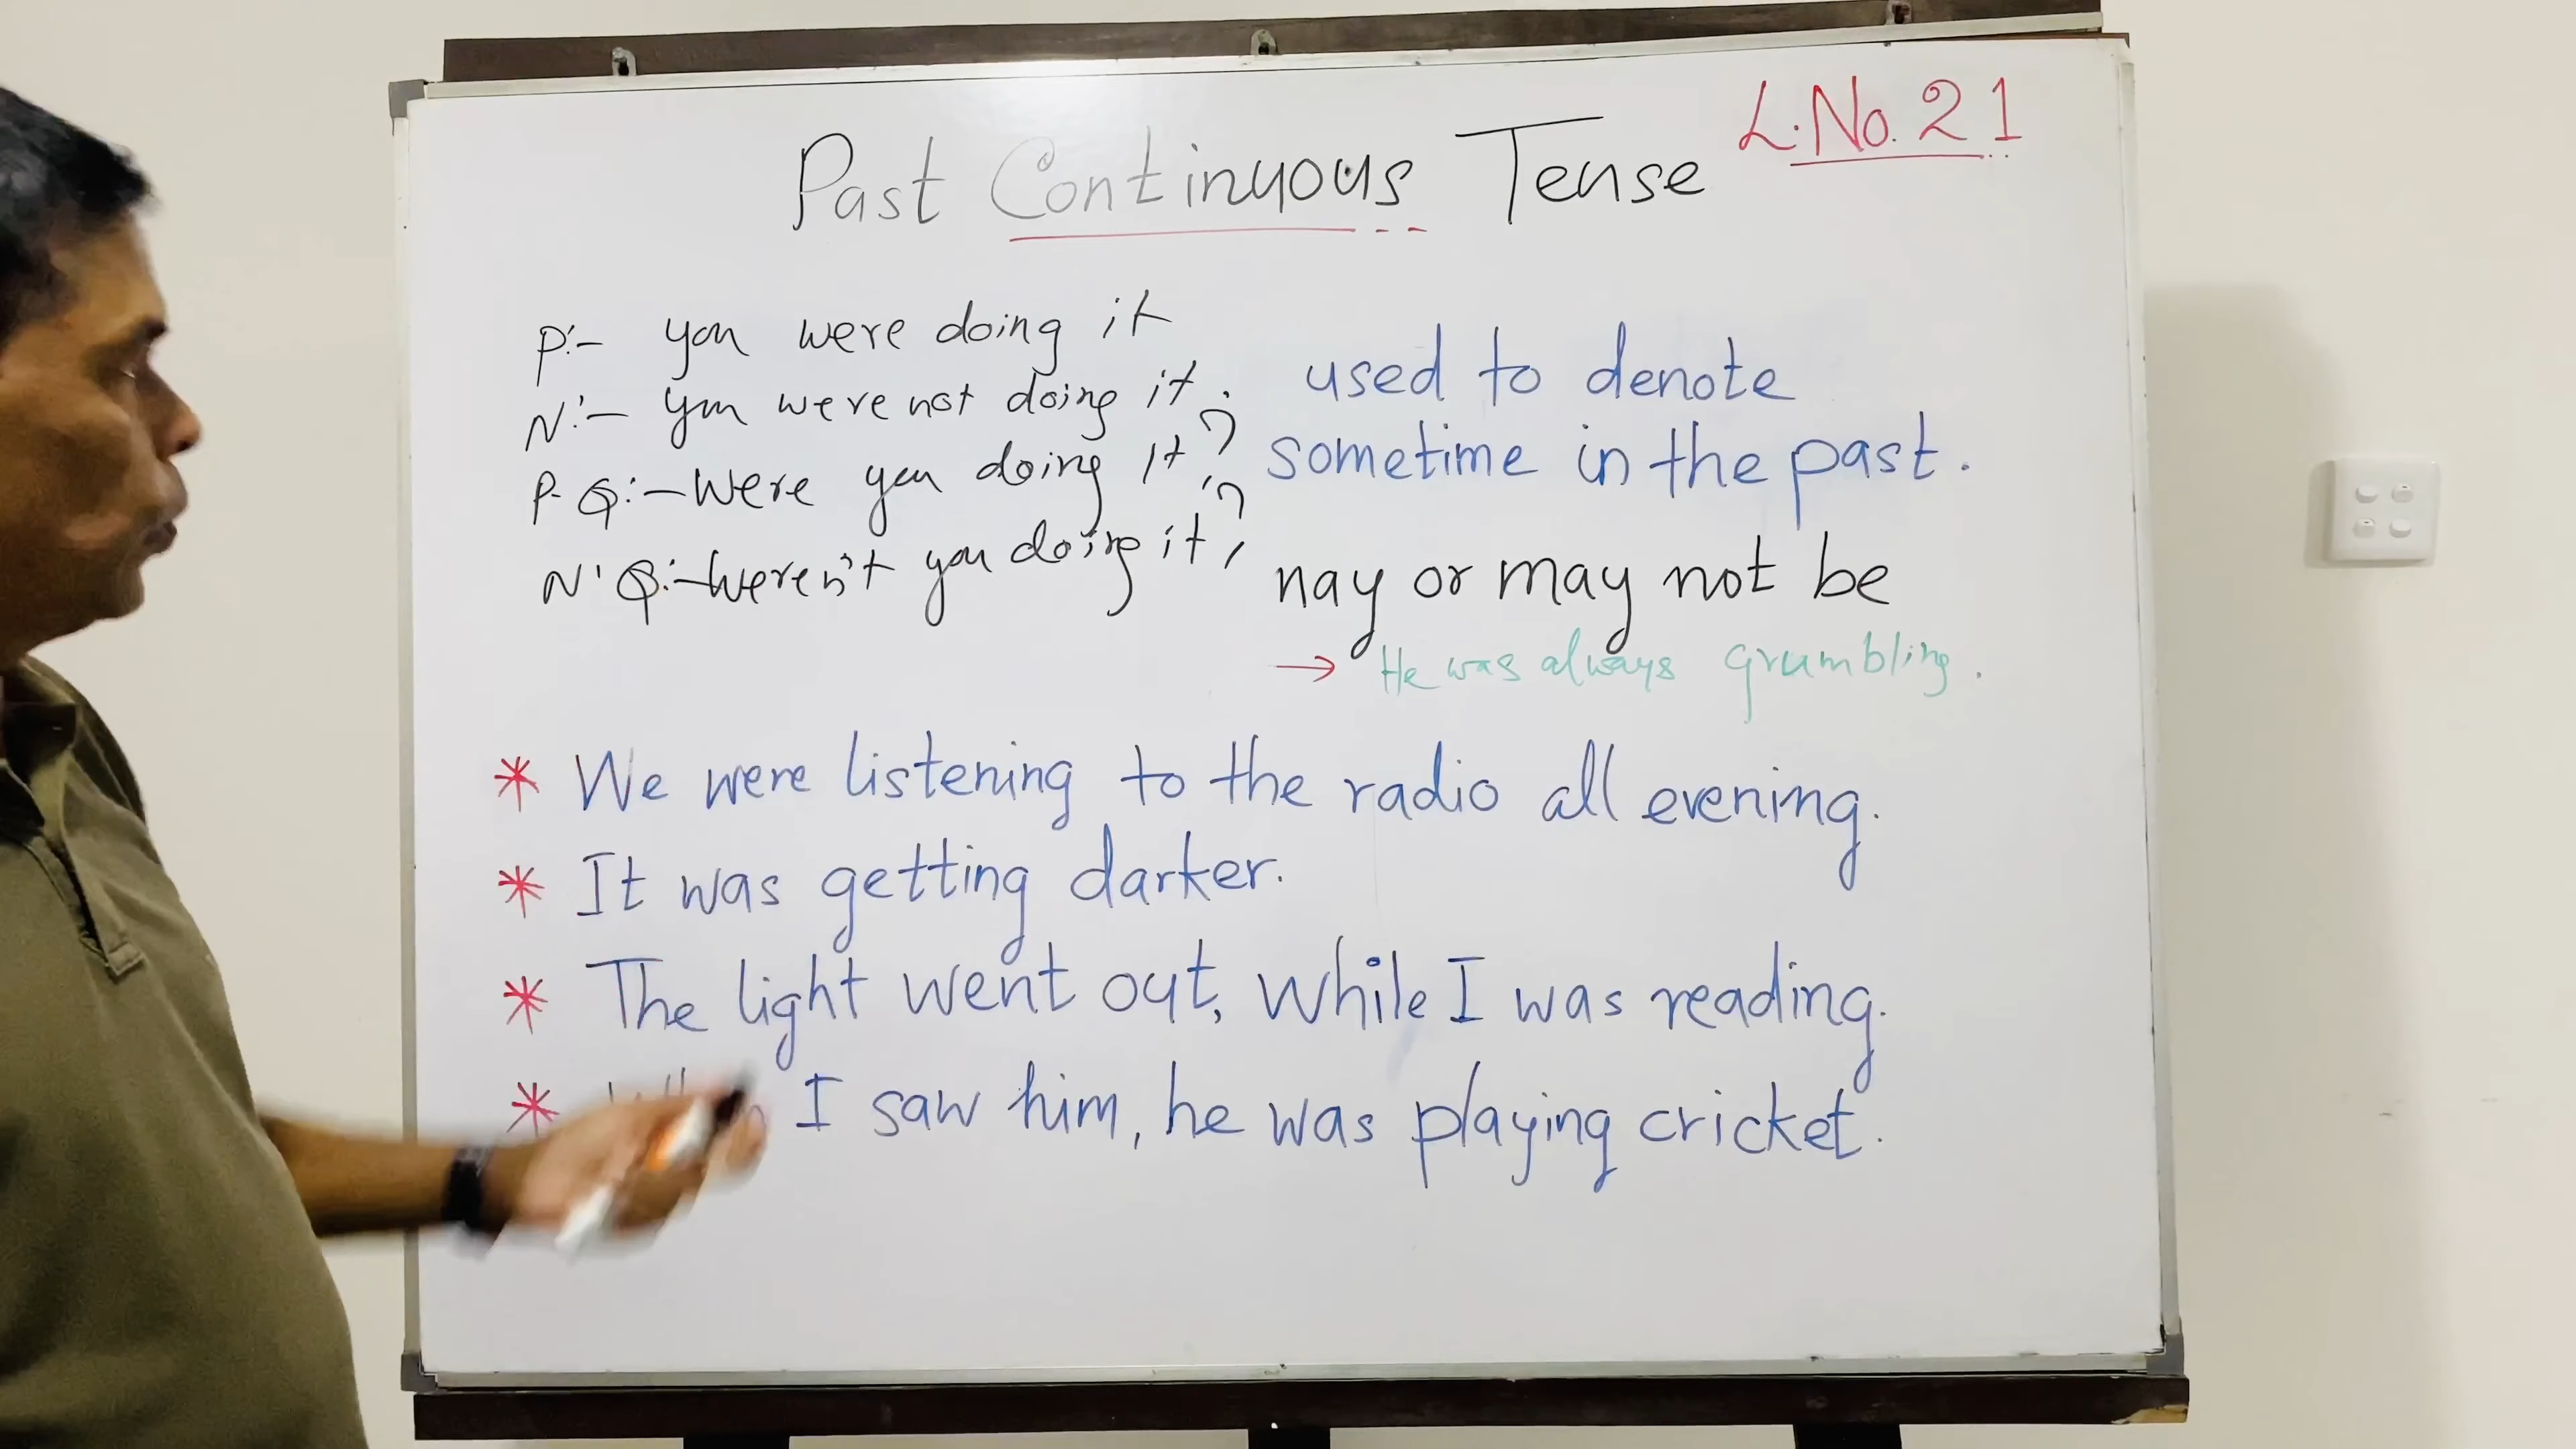 L.No.21
Past Continuous Tense
P:- you were doing it
N:- you were not doing it.
P.Q:- Were you doing it?
N.Q:- Weren't you doing it?
used to denote
sometime in the past.
nay or may not be
→ He was always grumbling.
* We were listening to the radio all evening.
* It was getting darker.
* The light went out, While I was reading.
* I saw him, he was playing cricket.